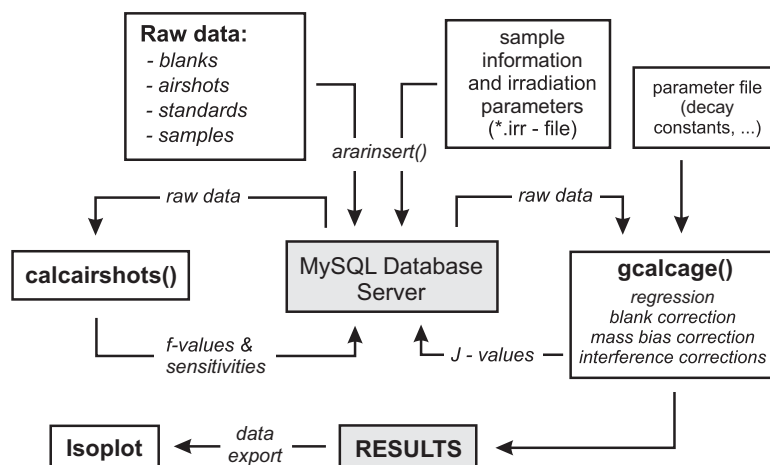 Raw data:
- blanks
- airshots
- standards
- samples
sample
information
and irradiation
parameters
(*.irr - file)
parameter file
(decay
constants, ...)
ararinsert()
raw data
raw data
calcairshots()
MySQL Database
Server
gcalcage()
regression
blank correction
mass bias correction
interference corrections
f-values &
sensitivities
J - values
Isoplot
data
export
RESULTS